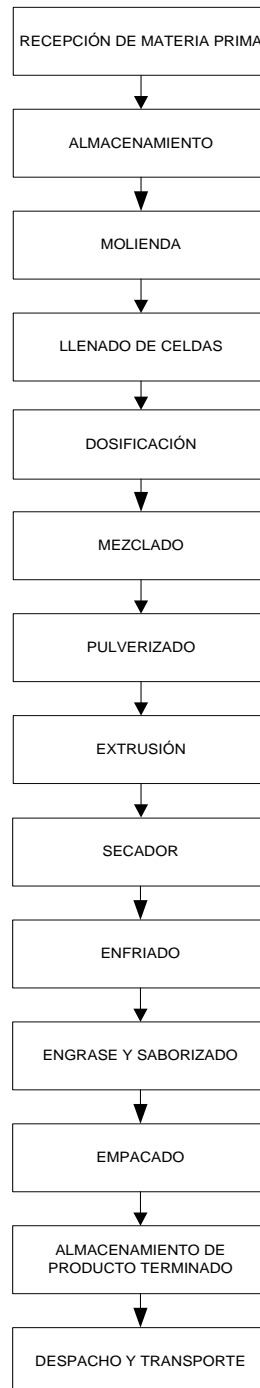 RECEPCIÓN DE MATERIA PRIMA
ALMACENAMIENTO
MOLIENDA
LLENADO DE CELDAS
DOSIFICACIÓN
MEZCLADO
PULVERIZADO
EXTRUSIÓN
SECADOR
ENFRIADO
ENGRASE Y SABORIZADO
EMPACADO
ALMACENAMIENTO DE
PRODUCTO TERMINADO
DESPACHO Y TRANSPORTE